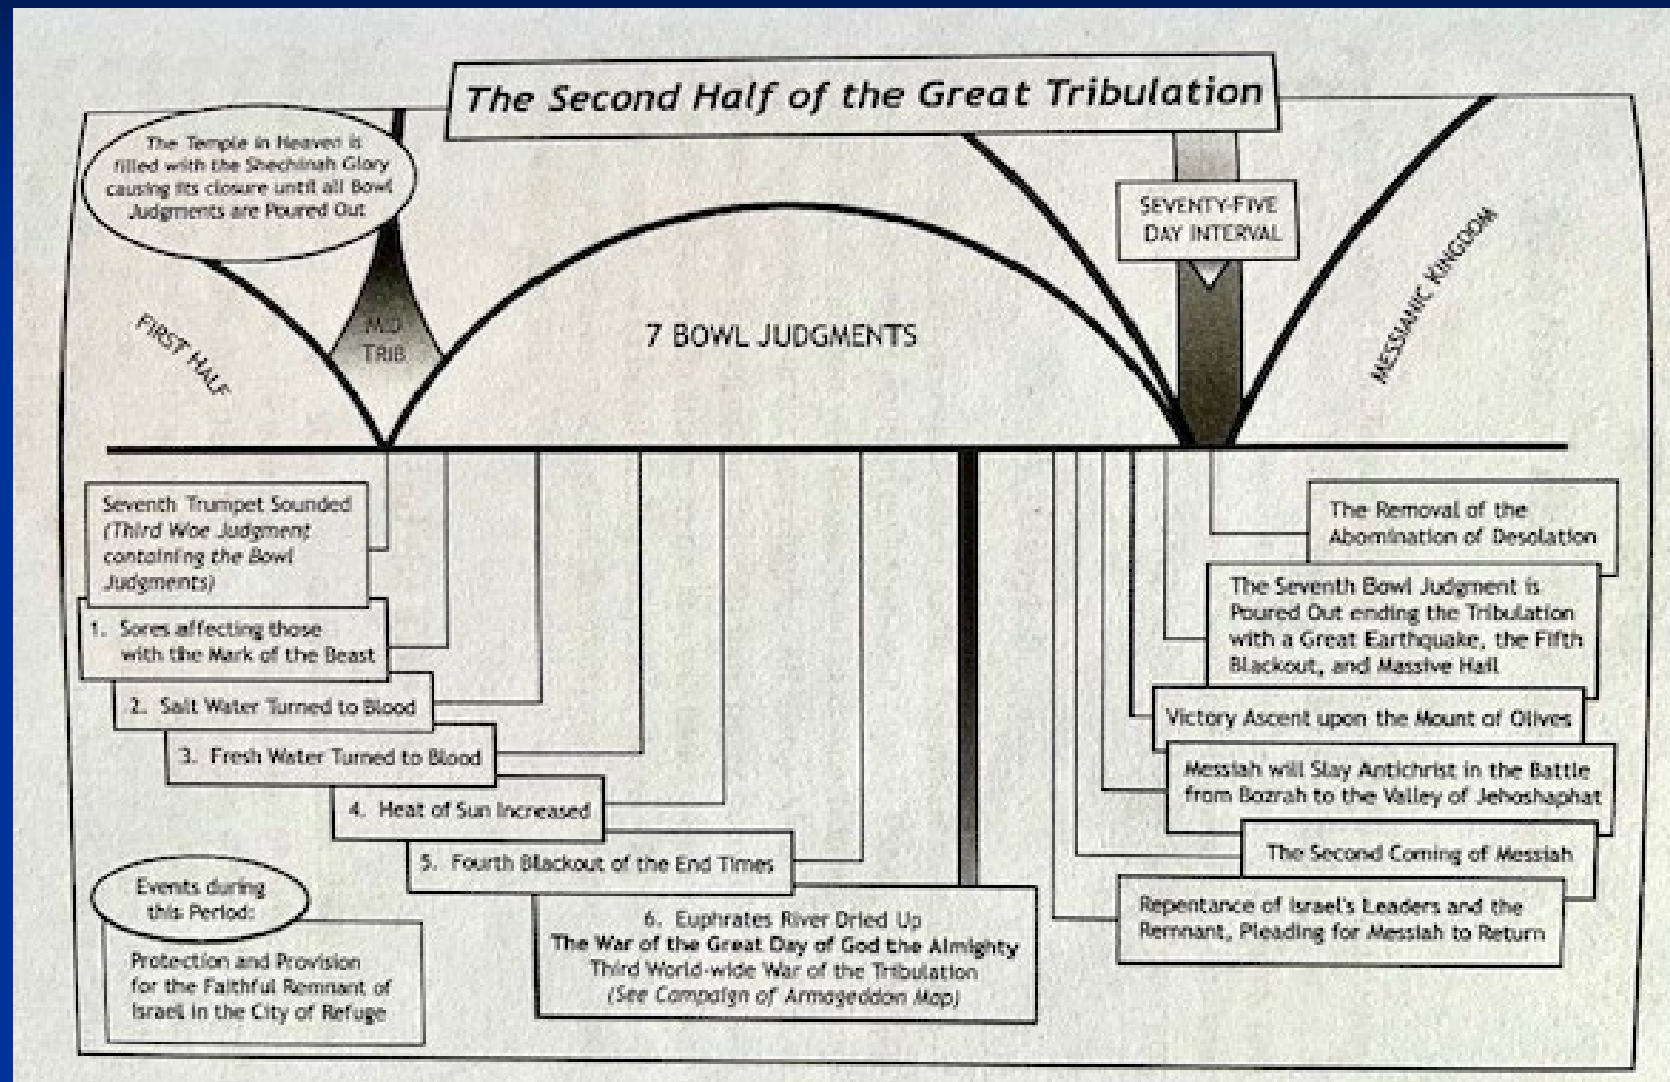 The Second Half of the Great Tribulation
The Temple in Heaven is
filled with the Shechinah Glory
causing its closure until all Bowl
Judgments are Poured Out
FIRST HALF
MID
TRIB
7 BOWL JUDGMENTS
SEVENTY-FIVE
DAY INTERVAL
MESSIANIC KINGDOM
Seventh Trumpet Sounded
(Third Woe Judgment
containing the Bowl
Judgments)
1. Sores affecting those
with the Mark of the Beast
2. Salt Water Turned to Blood
3. Fresh Water Turned to Blood
4. Heat of Sun Increased
5. Fourth Blackout of the End Times
6. Euphrates River Dried Up
The War of the Great Day of God the Almighty
Third World-wide War of the Tribulation
(See Campaign of Armageddon Map)
Events during
this Period:
Protection and Provision
for the Faithful Remnant of
Israel in the City of Refuge
The Removal of the
Abomination of Desolation
The Seventh Bowl Judgment is
Poured Out ending the Tribulation
with a Great Earthquake, the Fifth
Blackout, and Massive Hail
Victory Ascent upon the Mount of Olives
Messiah will Slay Antichrist in the Battle
from Bozrah to the Valley of Jehoshaphat
The Second Coming of Messiah
Repentance of Israel's Leaders and the
Remnant, Pleading for Messiah to Return